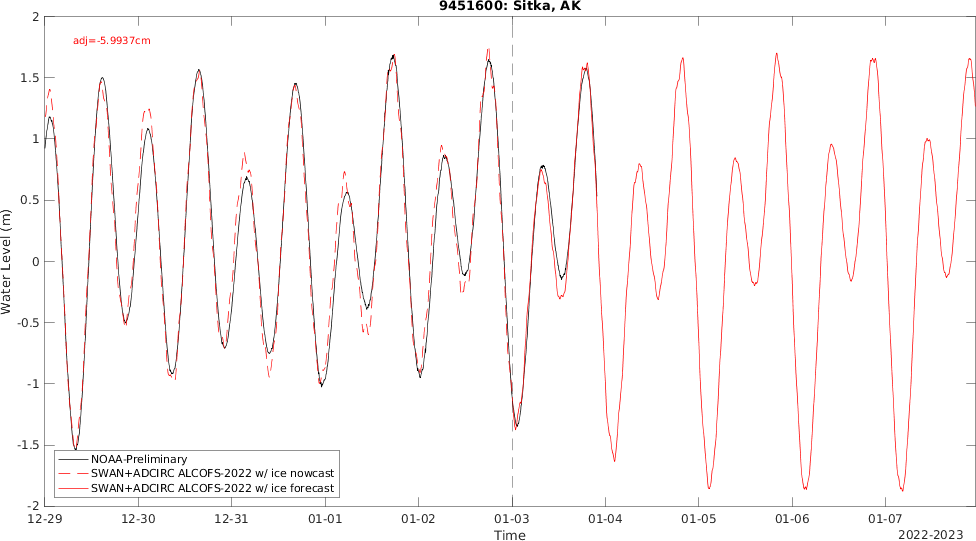 9451600: Sitka, AK
2
adj=-5.9937cm
1.5
1
0.5
0
-0.5
-1
-1.5
-2
Water Level (m)
NOAA-Preliminary
SWAN+ADCIRC ALCOFS-2022 w/ ice nowcast
SWAN+ADCIRC ALCOFS-2022 w/ ice forecast
12-29 12-30 12-31 01-01 01-02 01-03 01-04 01-05 01-06 01-07
Time
2022-2023